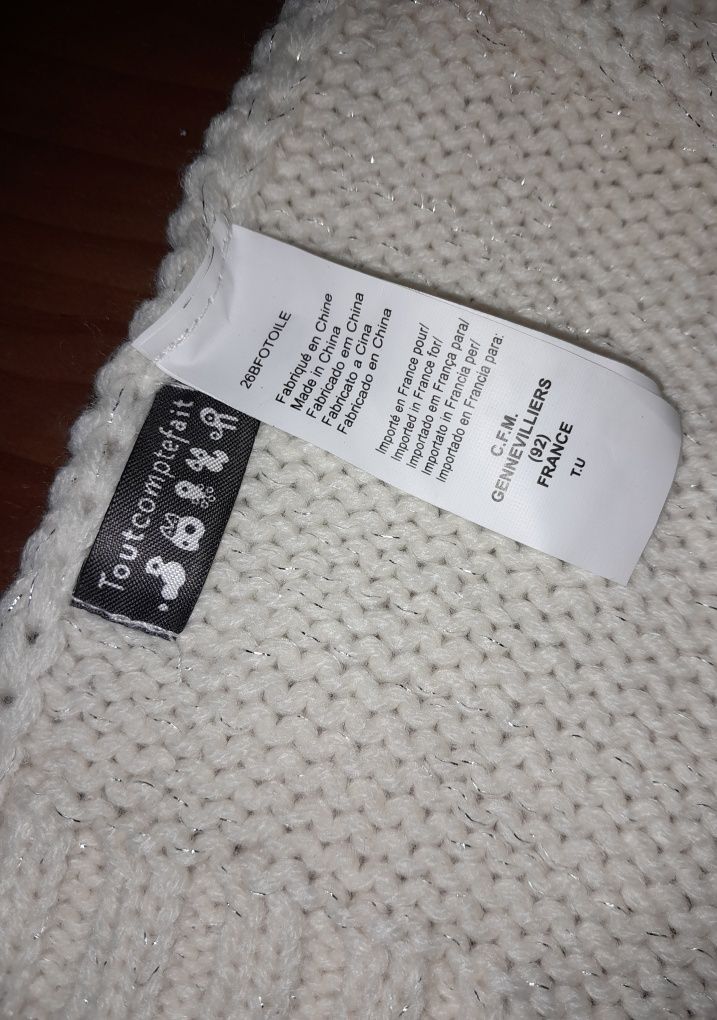 26BFOTOILE
Fabriqué en Chine
Made in China
Fabricado em China
Fabricato a Cina
Fabricado en China
Importé en France pour/
Imported in France for/
Importado em França para/
Importato in Francia per/
Importado en Francia para:
C.F.M.
GENNEVILLIERS
(92)
FRANCE
T.U
Toutcomptefait